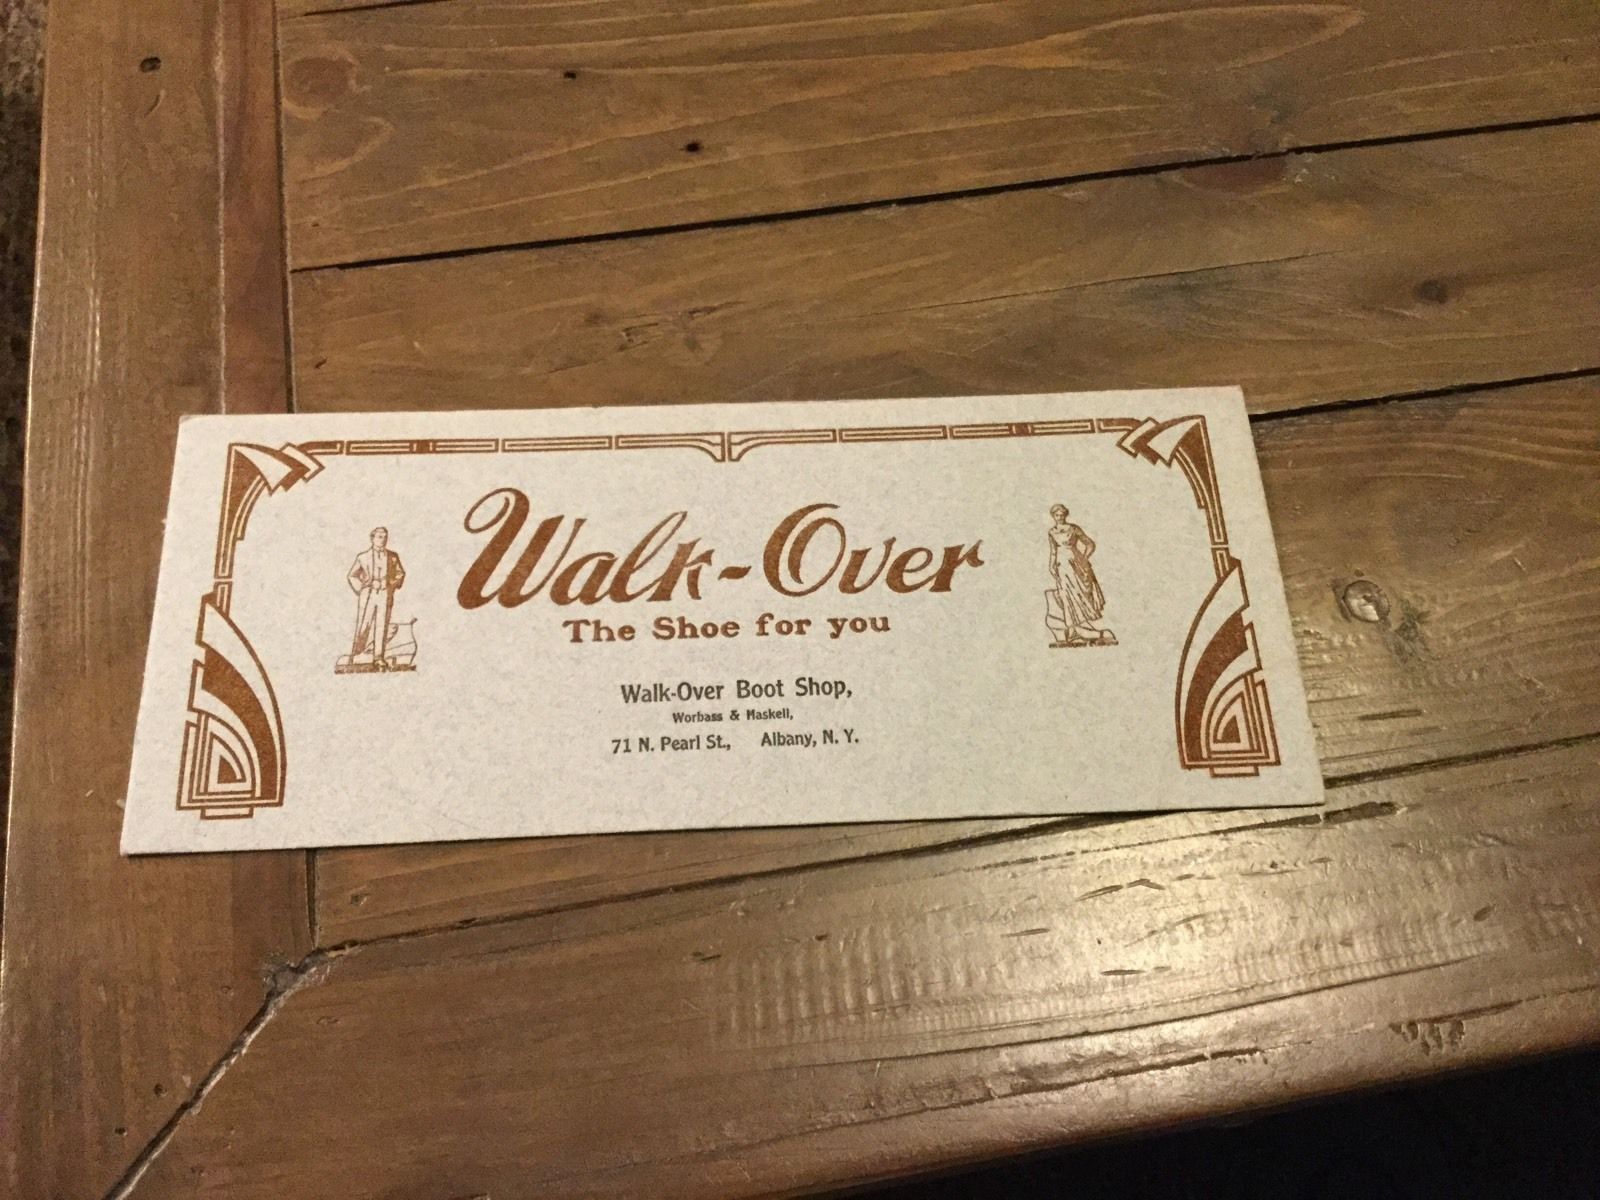 Walk-Over
The Shoe for you
Walk-Over Boot Shop,
Worbass & Maskell,
71 N. Pearl St., Albany, N. Y.